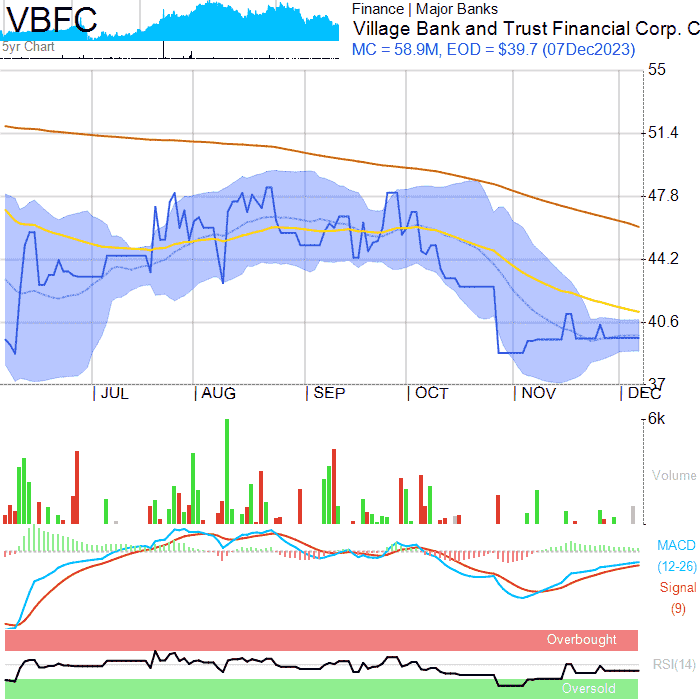 VBFC
5yr Chart
Finance | Major Banks
Village Bank and Trust Financial Corp. C
MC = 58.9M, EOD = $39.7 (07Dec2023)
55
51.4
47.8
44.2
40.6
37
JUL AUG SEP OCT NOV DEC
6k
Volume
MACD
(12-26)
Signal
(9)
Overbought
RSI(14)
Oversold